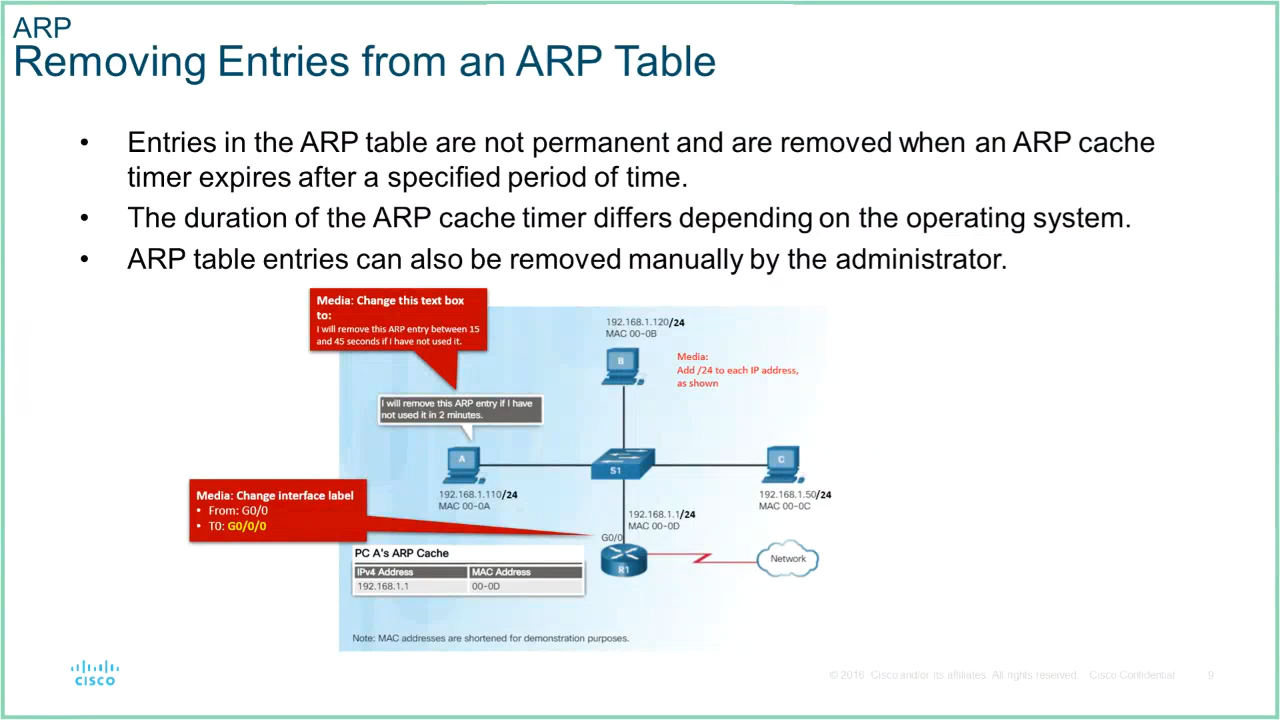 ARP
Removing Entries from an ARP Table
• Entries in the ARP table are not permanent and are removed when an ARP cache
timer expires after a specified period of time.
• The duration of the ARP cache timer differs depending on the operating system.
• ARP table entries can also be removed manually by the administrator.
Media: Change this text box
to:
I will remove this ARP entry between 15
and 45 seconds if I have not used it.
192.168.1.120/24
MAC 00-0B
B
Media:
Add /24 to each IP address,
as shown
I will remove this ARP entry if I have
not used it in 2 minutes.
A
S1
C
192.168.1.110/24
MAC 00-0A
192.168.1.50/24
MAC 00-0C
Media: Change interface label
• From: G0/0
• T0: G0/0/0
192.168.1.1/24
MAC 00-0D
G0/0
R1
Network
PC A's ARP Cache
IPv4 Address MAC Address
192.168.1.1 00-0D
Note: MAC addresses are shortened for demonstration purposes.
CISCO
© 2016 Cisco and/or its affiliates. All rights reserved. Cisco Confidential 9